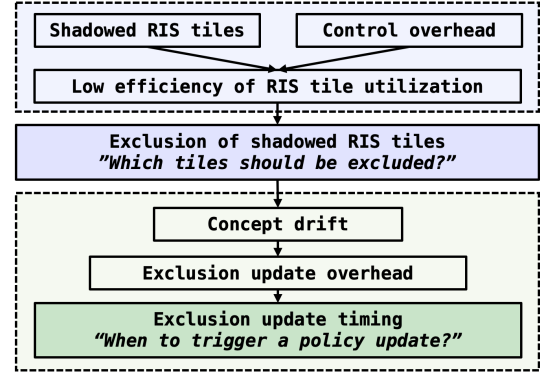 Shadowed RIS tiles
Control overhead
Low efficiency of RIS tile utilization
Exclusion of shadowed RIS tiles
”Which tiles should be excluded?”
Concept drift
Exclusion update overhead
Exclusion update timing
“When to trigger a policy update?”